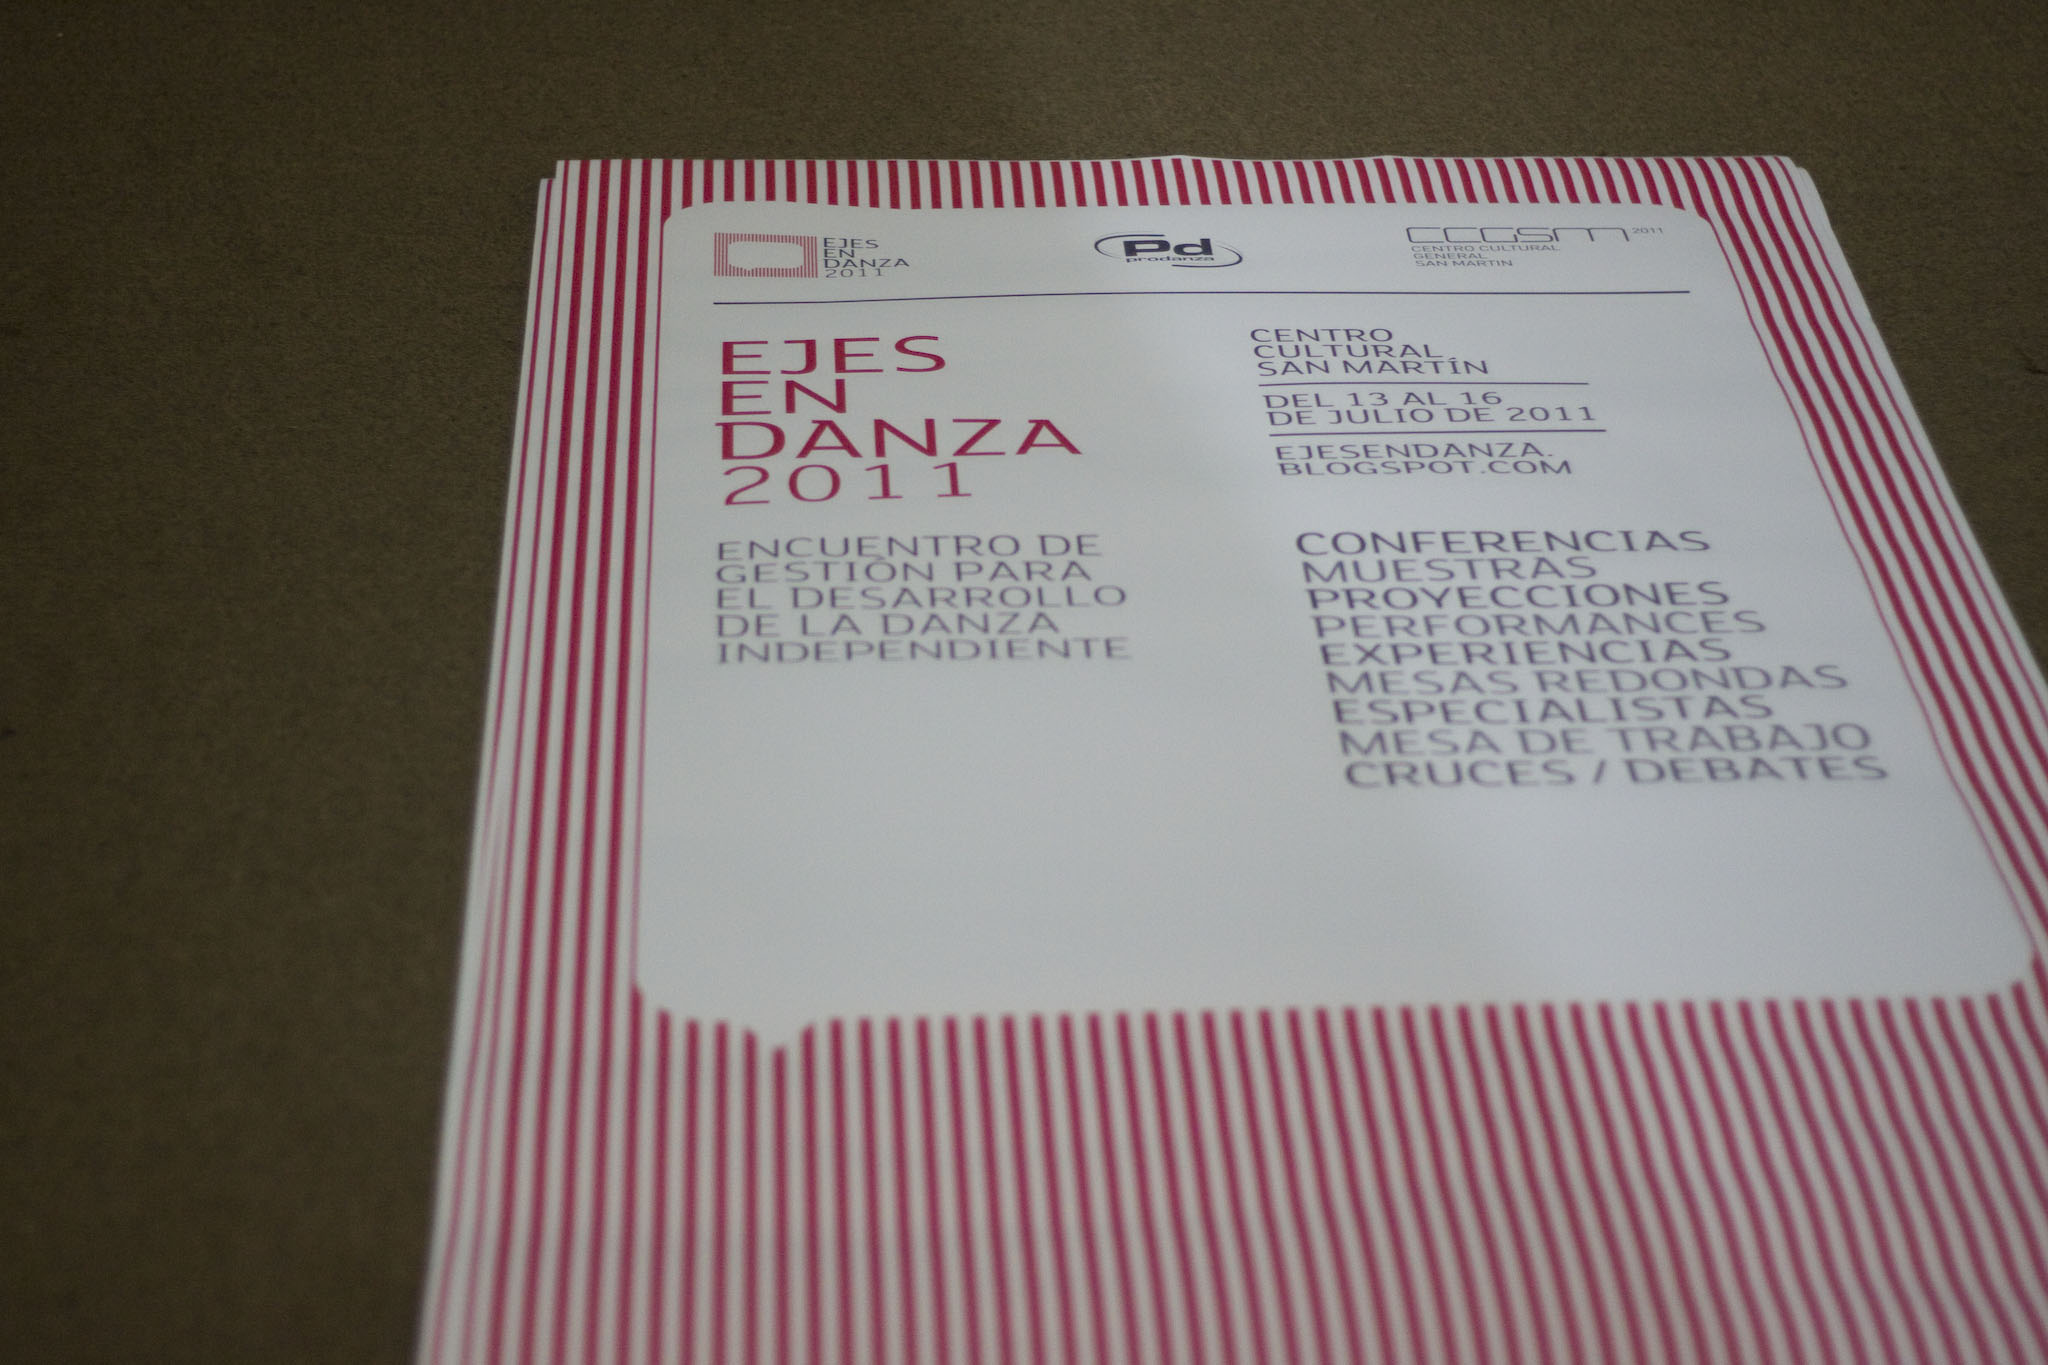 EJES
EN
DANZA
2011
Pd
prodanza
CCGSM 2011
CENTRO CULTURAL
GENERAL
SAN MARTIN
EJES
EN
DANZA
2011
CENTRO
CULTURAL
SAN MARTÍN
DEL 13 AL 16
DE JULIO DE 2011
EJESENDANZA.
BLOGSPOT.COM
ENCUENTRO DE
GESTIÓN PARA
EL DESARROLLO
DE LA DANZA
INDEPENDIENTE
CONFERENCIAS
MUESTRAS
PROYECCIONES
PERFORMANCES
EXPERIENCIAS
MESAS REDONDAS
ESPECIALISTAS
MESA DE TRABAJO
CRUCES / DEBATES